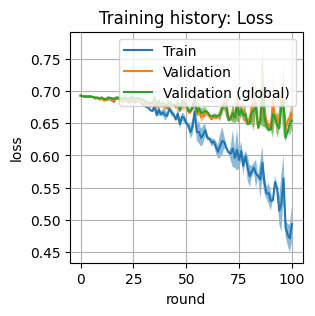 Training history: Loss
Train
Validation
Validation (global)
loss
0.75
0.70
0.65
0.60
0.55
0.50
0.45
0
25
50
75
100
round